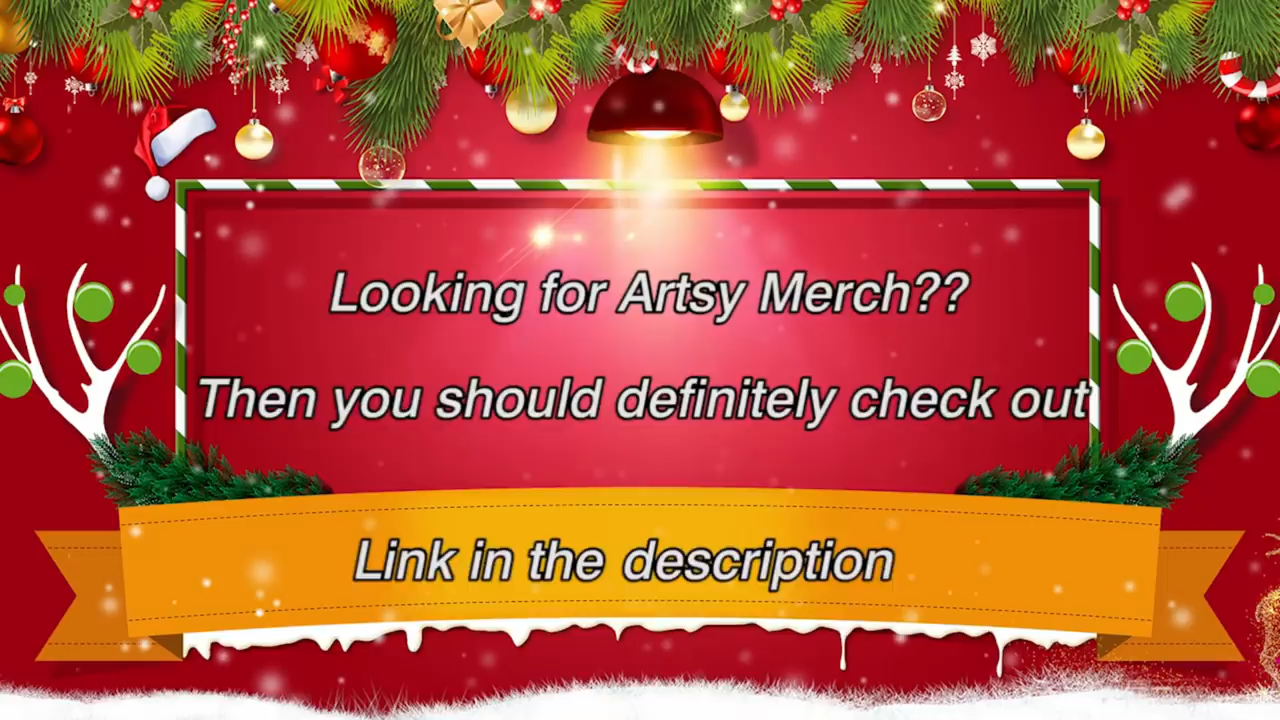 Looking for Artsy Merch??
Then you should definitely check out
Link in the description